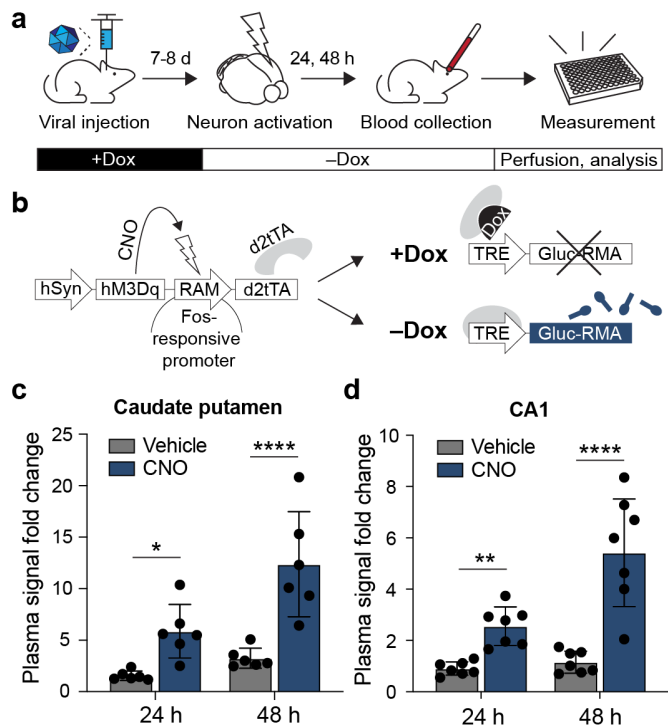 a
7-8 d
24, 48 h
Viral injection
Neuron activation
Blood collection
Measurement
+Dox
–Dox
Perfusion, analysis
b
CNO
d2tTA
hSyn
hM3Dq
RAM
d2tTA
Fos-
responsive
promoter
+Dox
Dox
TRE
Gluc-RMA
–Dox
TRE
Gluc-RMA
c
Caudate putamen
Plasma signal fold change
25
20
15
10
5
0
Vehicle
CNO
*
****
24 h
48 h
d
CA1
Plasma signal fold change
10
8
6
4
2
0
Vehicle
CNO
**
****
24 h
48 h